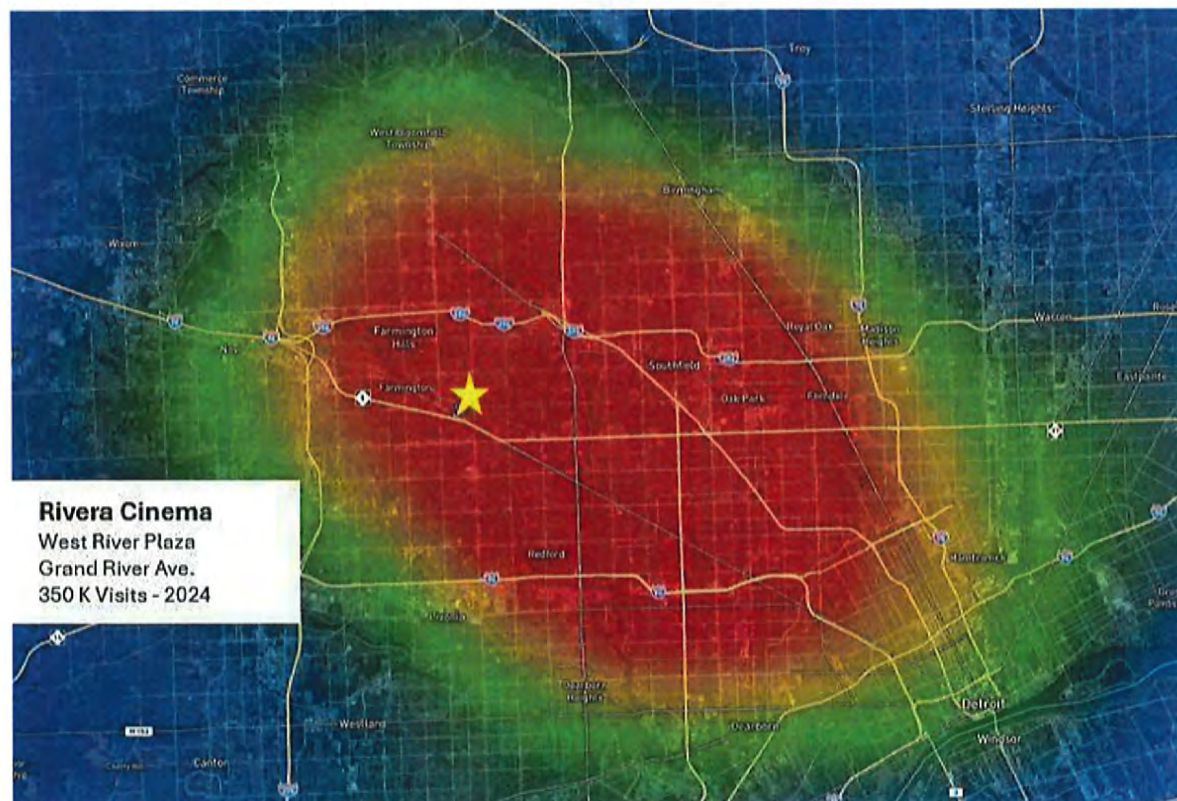 Troy
Commerce
Township
Sterling Heights
West Bloomfield
Township
Birmingham
Wixom
Royal Oak
Madison
Heights
Warren
Farmington
Hills
Southfield
Eastpointe
Farmington
Oak Park
Ferndale
Rivera Cinema
West River Plaza
Grand River Ave.
350 K Visits - 2024
Redford
Hamtramck
Livonia
Dearborn
Heights
Detroit
Westland
Dearborn
Windsor
Canton